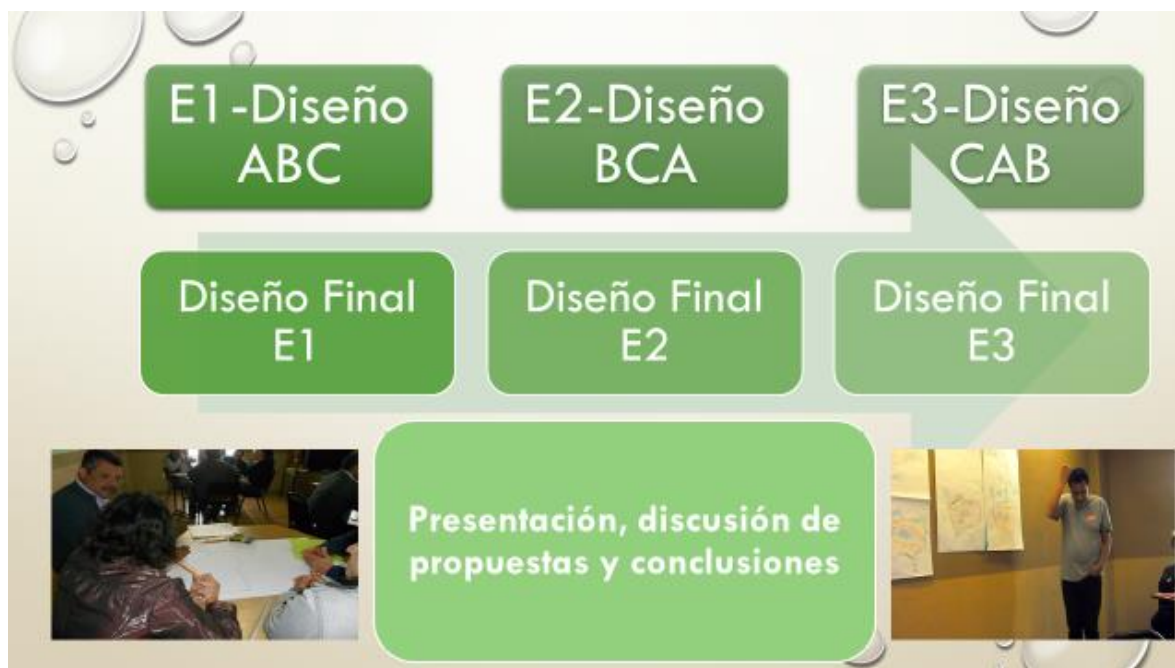 E1-Diseño
ABC
E2-Diseño
BCA
E3-Diseño
CAB
Diseño Final
E1
Diseño Final
E2
Diseño Final
E3
Presentación, discusión de
propuestas y conclusiones